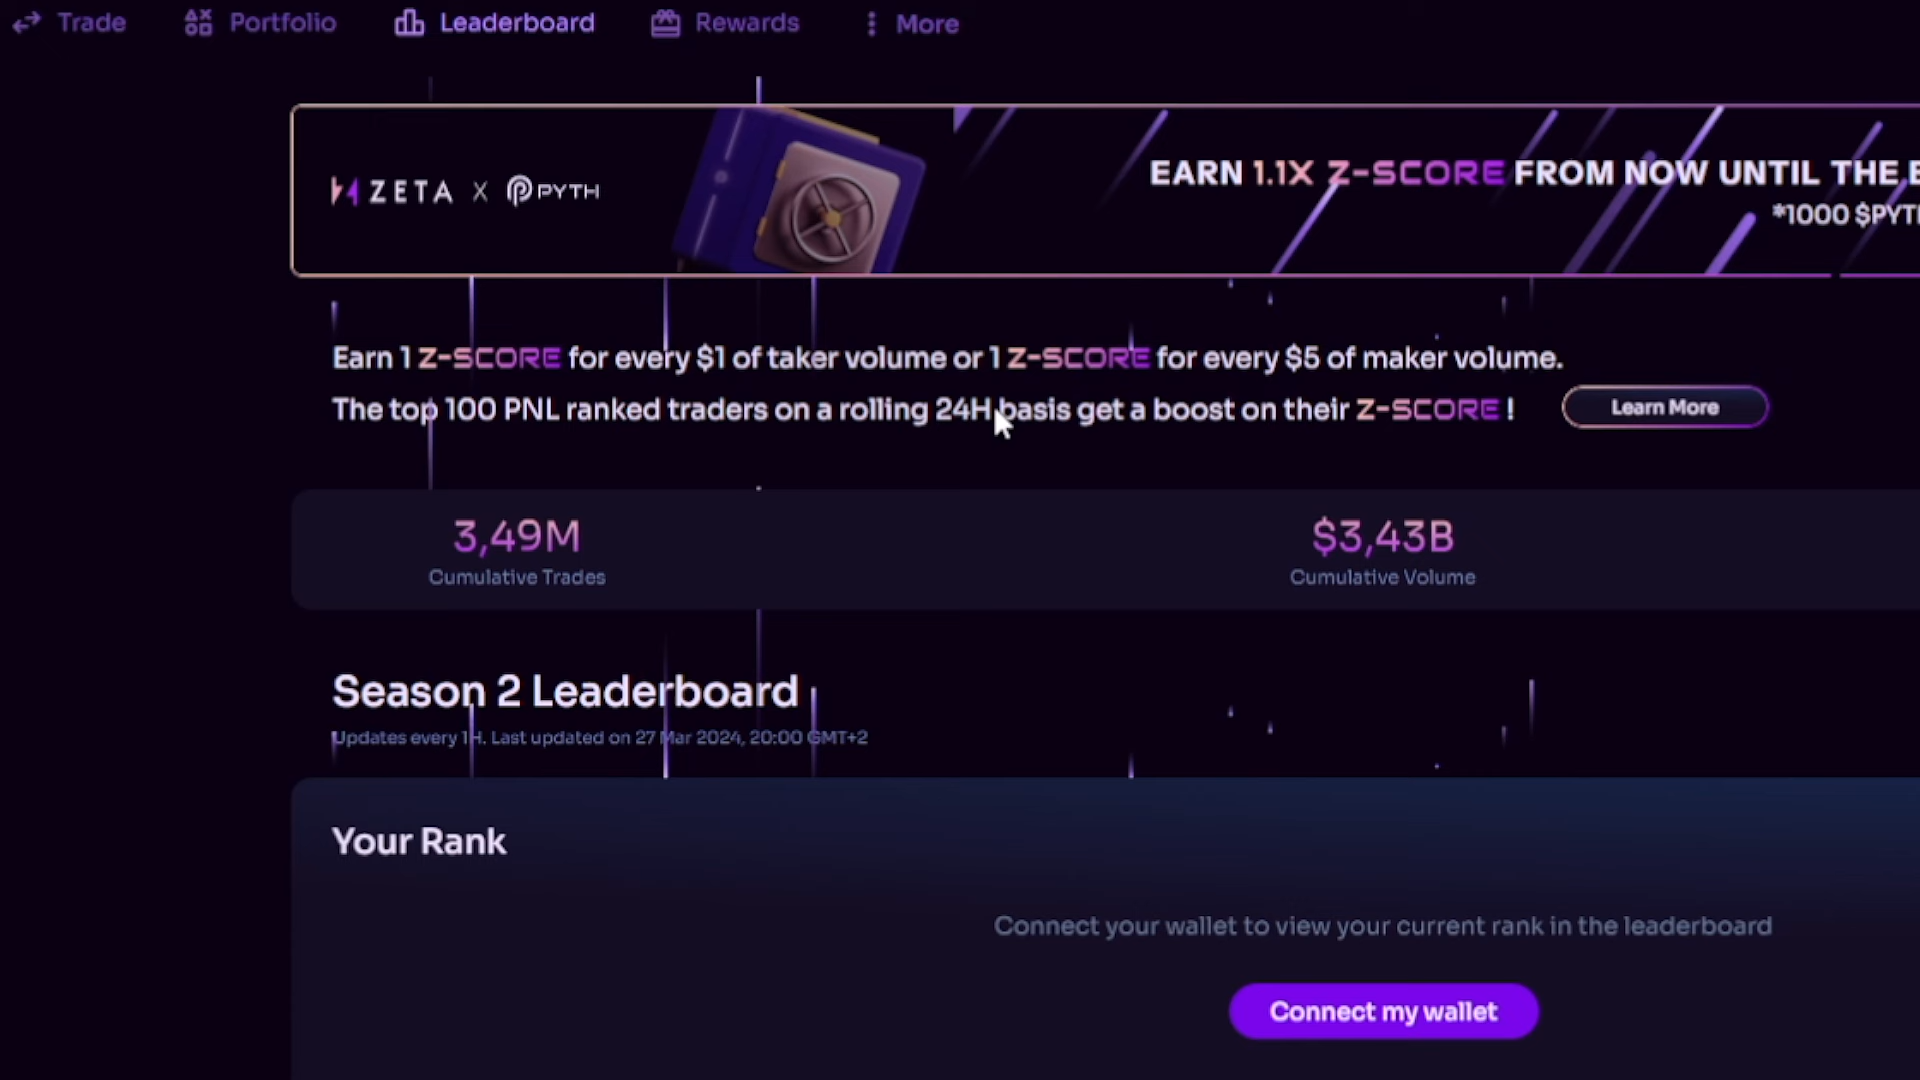 Trade Portfolio Leaderboard Rewards More
ZETA X PYTH
EARN 1.1X Z-SCORE FROM NOW UNTIL THE
*1000 $PYT
Earn 1 Z-SCORE for every $1 of taker volume or 1 Z-SCORE for every $5 of maker volume.
The top 100 PNL ranked traders on a rolling 24H basis get a boost on their Z-SCORE !
Learn More
3,49M $3,43B
Cumulative Trades Cumulative Volume
Season 2 Leaderboard
Updates every 1H. Last updated on 27 Mar 2024, 20:00 GMT+2
Your Rank
Connect your wallet to view your current rank in the leaderboard
Connect my wallet